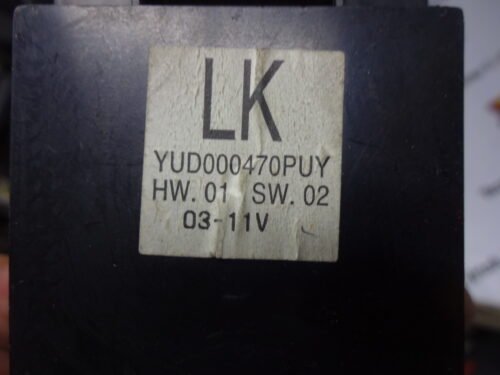 LK
YUD000470PUY
HW. 01 SW. 02
03-11V